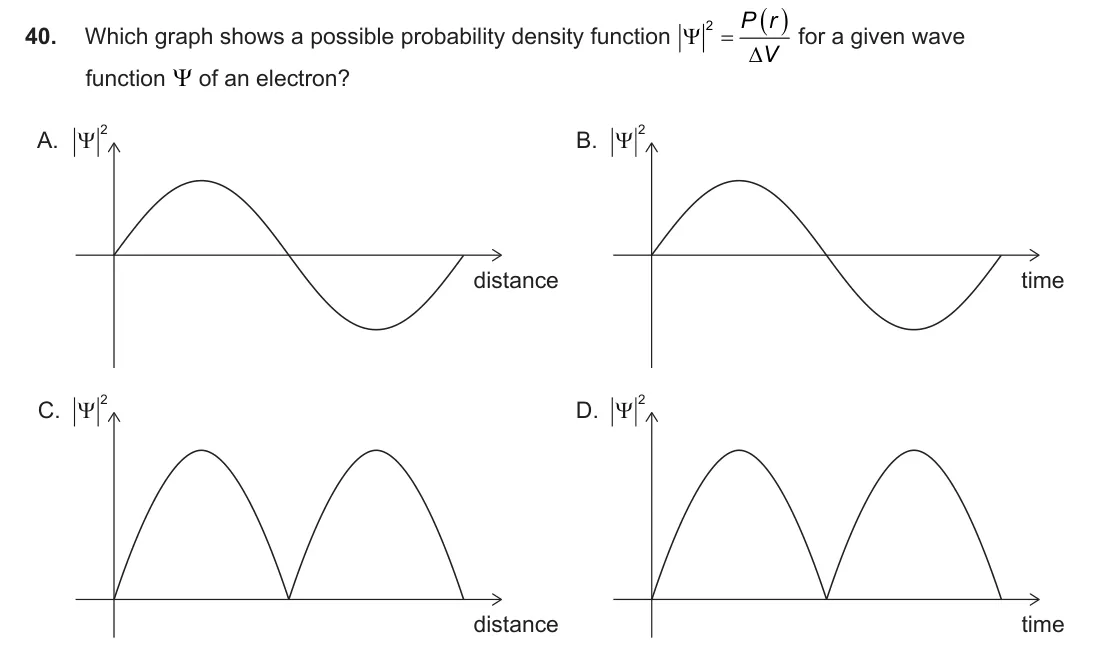 40. Which graph shows a possible probability density function |Ψ|² = P(r)/ΔV for a given wave
function Ψ of an electron?
A. |Ψ|² B. |Ψ|²
distance time
C. |Ψ|² D. |Ψ|²
distance time